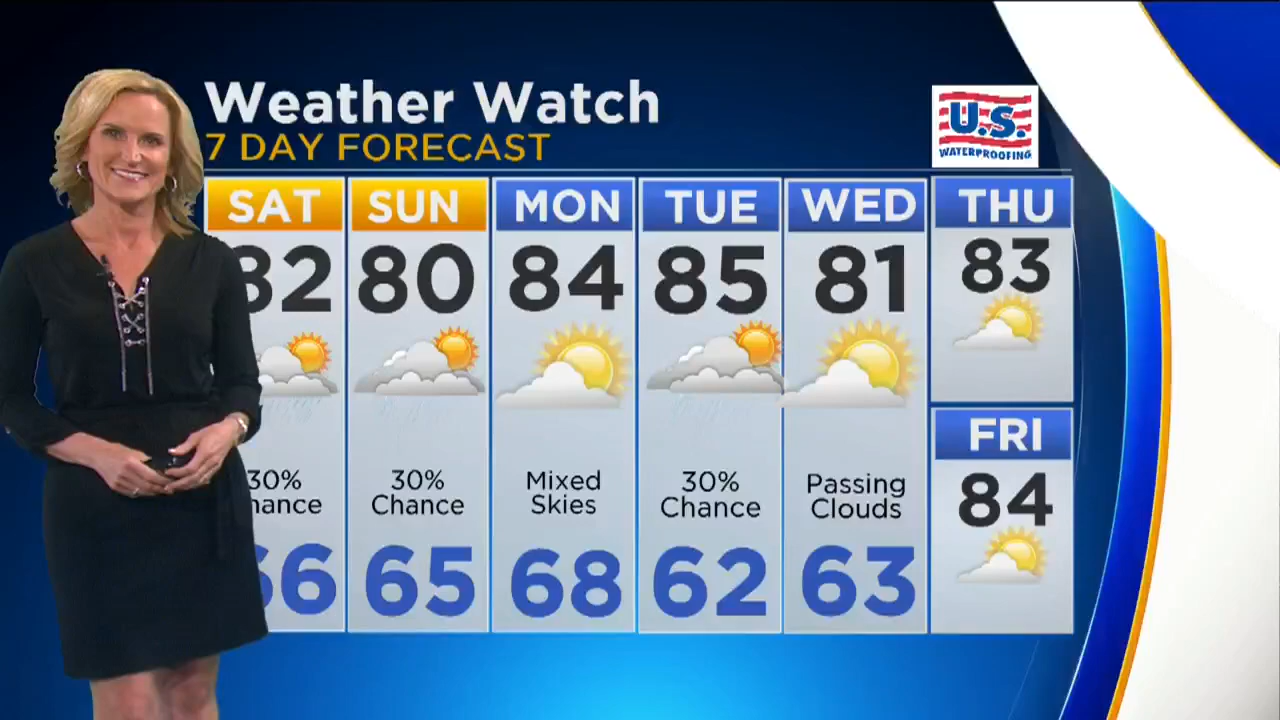 Weather Watch
7 DAY FORECAST
U.S.
WATERPROOFING
SAT SUN MON TUE WED THU
82 80 84 85 81 83
FRI
84
30% 30% Mixed 30% Passing
Chance Skies Chance Clouds
65 68 62 63